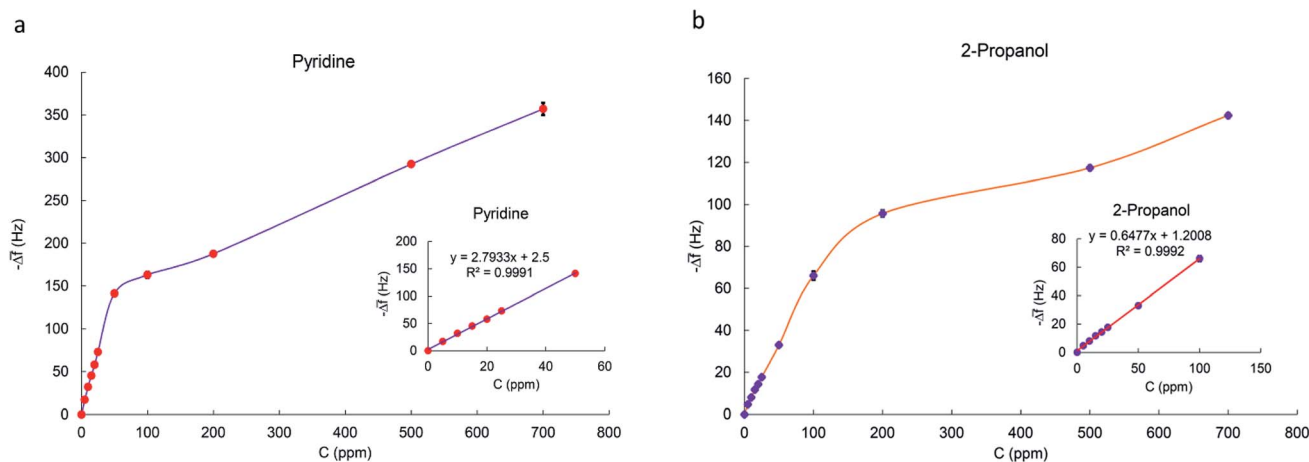 a
Pyridine
400
350
300
250
200
150
100
50
0
-Δf̅ (Hz)
0 100 200 300 400 500 600 700 800
C (ppm)
Pyridine
y = 2.7933x + 2.5
R² = 0.9991
200
150
100
50
0
-Δf̅ (Hz)
0 20 40 60
C (ppm)
b
2-Propanol
160
140
120
100
80
60
40
20
0
-Δf̅ (Hz)
0 100 200 300 400 500 600 700 800
C (ppm)
2-Propanol
y = 0.6477x + 1.2008
R² = 0.9992
80
60
40
20
0
-Δf̅ (Hz)
0 50 100 150
C (ppm)